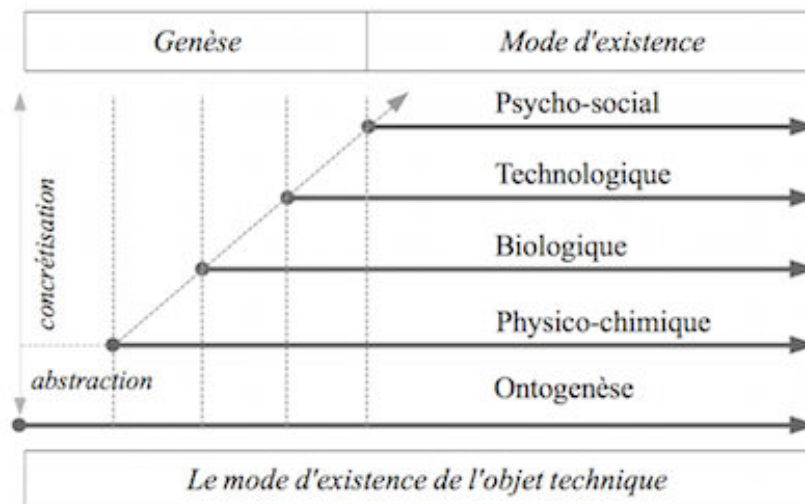 Genèse
Mode d'existence
Psycho-social
Technologique
Biologique
Physico-chimique
Ontogenèse
concrétisation
abstraction
Le mode d'existence de l'objet technique